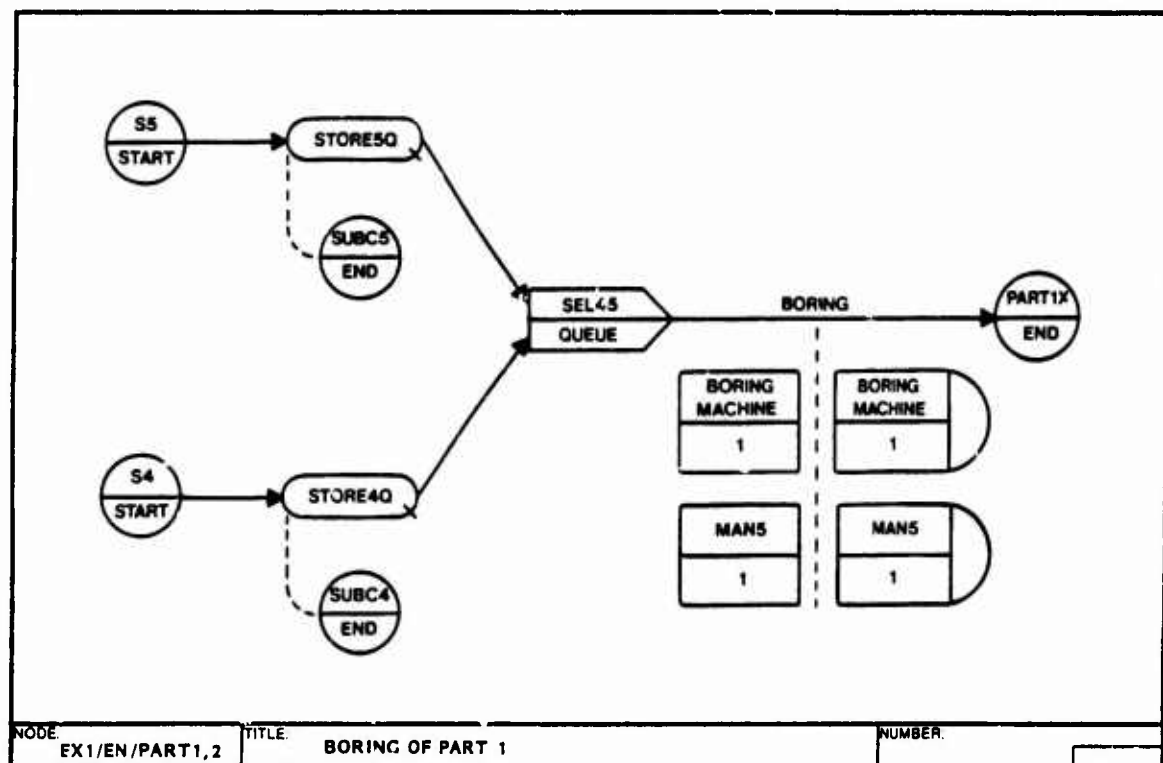 S5
START
STORE5Q
SUBC5
END
SEL45
QUEUE
BORING
PART1X
END
BORING
MACHINE
1
BORING
MACHINE
1
S4
START
STORE4Q
MAN5
1
MAN5
1
SUBC4
END
NODE: EX1/EN/PART1,2
TITLE: BORING OF PART 1
NUMBER: